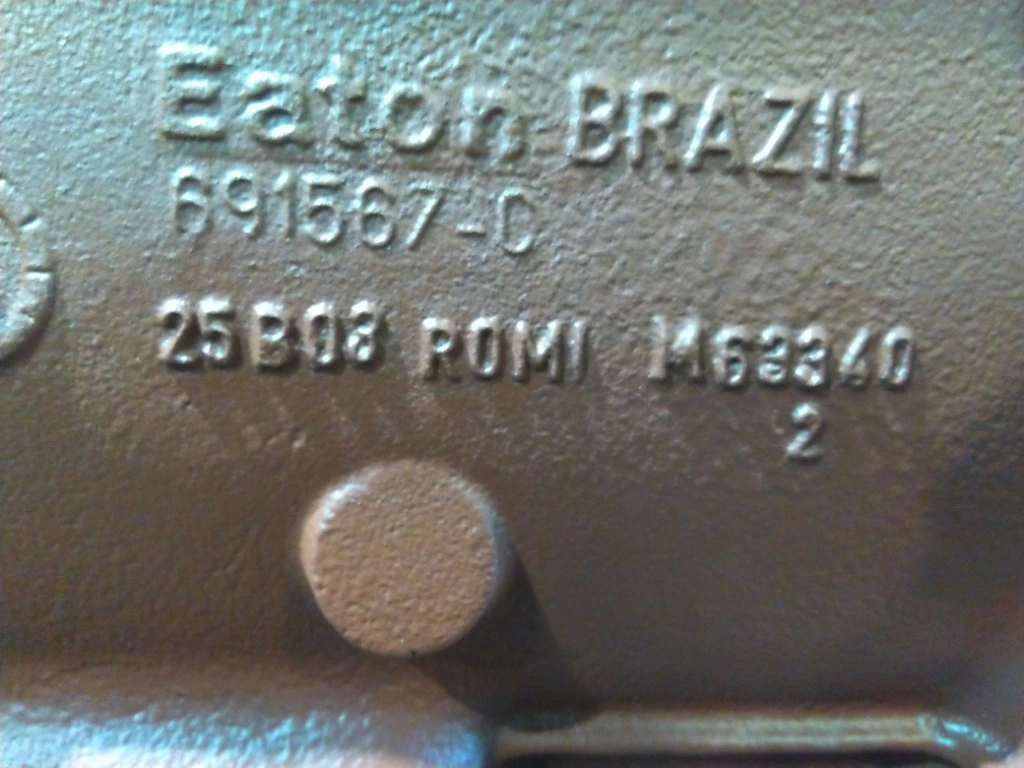 Eaton BRAZIL
691567-C
25B08 ROMI M63340
2